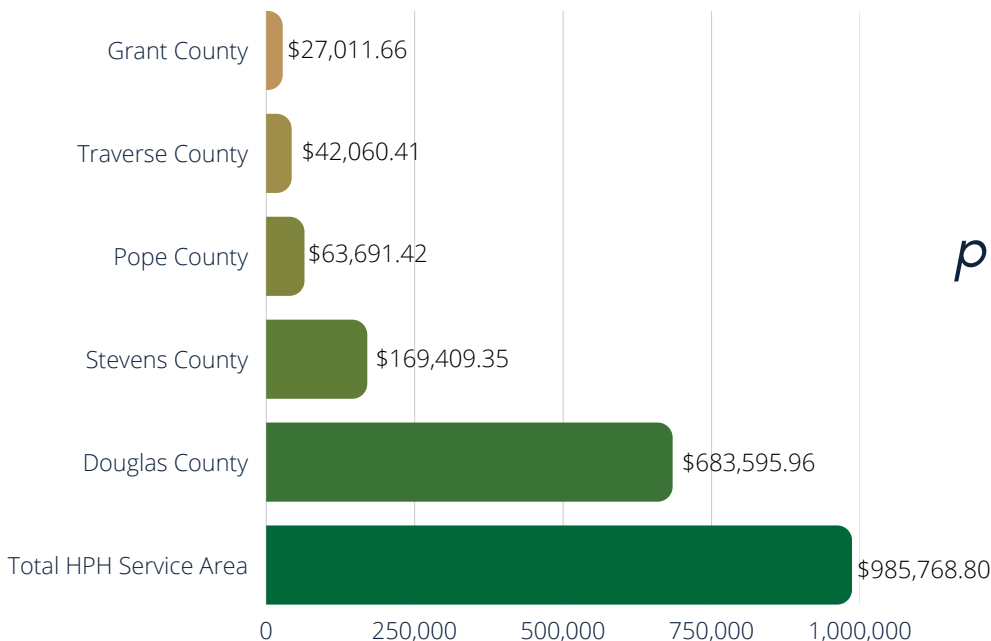 Grant County
$27,011.66
Traverse County
$42,060.41
Pope County
$63,691.42
p
Stevens County
$169,409.35
Douglas County
$683,595.96
Total HPH Service Area
$985,768.80
0 250,000 500,000 750,000 1,000,000